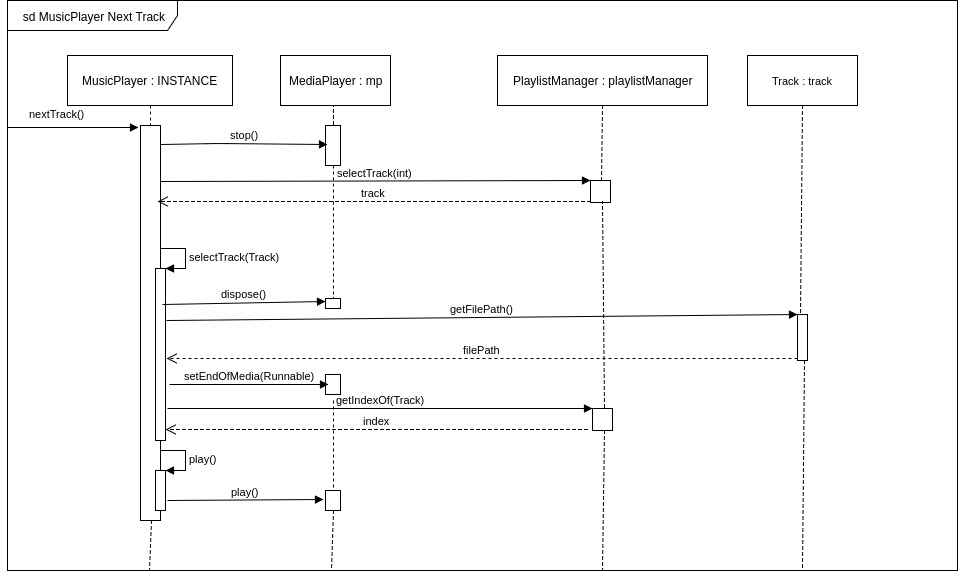 sd MusicPlayer Next Track
MusicPlayer : INSTANCE
MediaPlayer : mp
PlaylistManager : playlistManager
Track : track
nextTrack()
stop()
selectTrack(int)
track
selectTrack(Track)
dispose()
getFilePath()
filePath
setEndOfMedia(Runnable)
getIndexOf(Track)
index
play()
play()